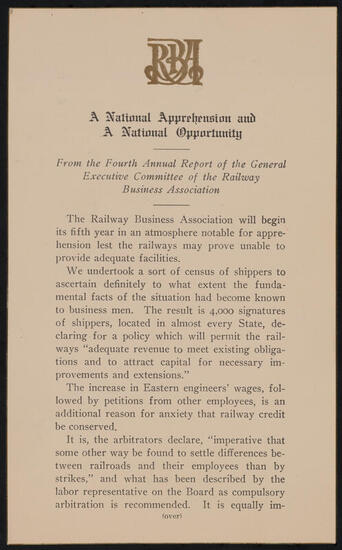 RBA
A National Apprehension and
A National Opportunity
From the Fourth Annual Report of the General
Executive Committee of the Railway
Business Association
The Railway Business Association will begin
its fifth year in an atmosphere notable for appre-
hension lest the railways may prove unable to
provide adequate facilities.
We undertook a sort of census of shippers to
ascertain definitely to what extent the funda-
mental facts of the situation had become known
to business men. The result is 4,000 signatures
of shippers, located in almost every State, de-
claring for a policy which will permit the rail-
ways "adequate revenue to meet existing obliga-
tions and to attract capital for necessary im-
provements and extensions."
The increase in Eastern engineers' wages, fol-
lowed by petitions from other employees, is an
additional reason for anxiety that railway credit
be conserved.
It is, the arbitrators declare, "imperative that
some other way be found to settle differences be-
tween railroads and their employees than by
strikes," and what has been described by the
labor representative on the Board as compulsory
arbitration is recommended. It is equally im-
(over)